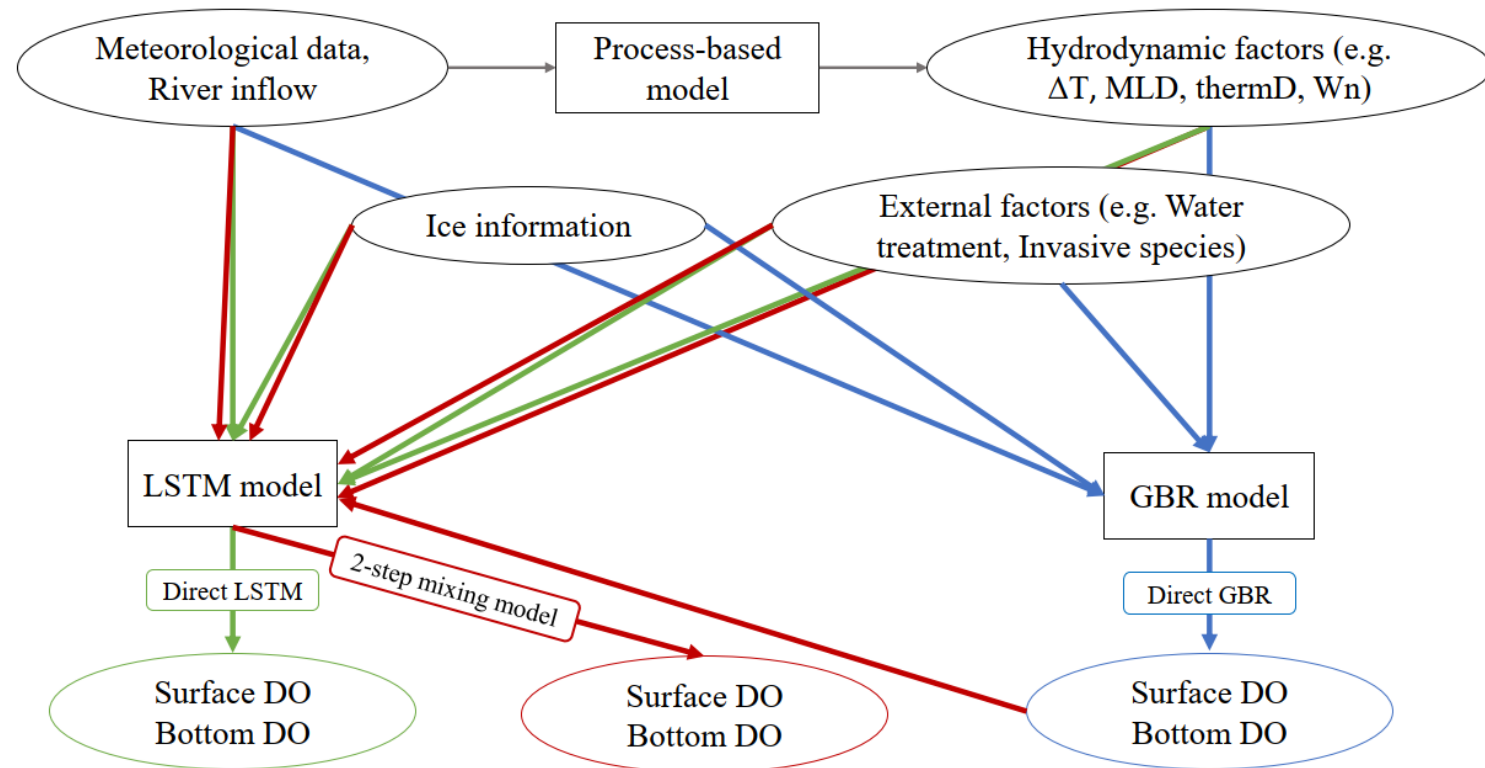 Meteorological data,
River inflow
Process-based
model
Hydrodynamic factors (e.g.
ΔT, MLD, thermD, Wn)
Ice information
External factors (e.g. Water
treatment, Invasive species)
LSTM model
GBR model
Direct LSTM
2-step mixing model
Direct GBR
Surface DO
Bottom DO
Surface DO
Bottom DO
Surface DO
Bottom DO